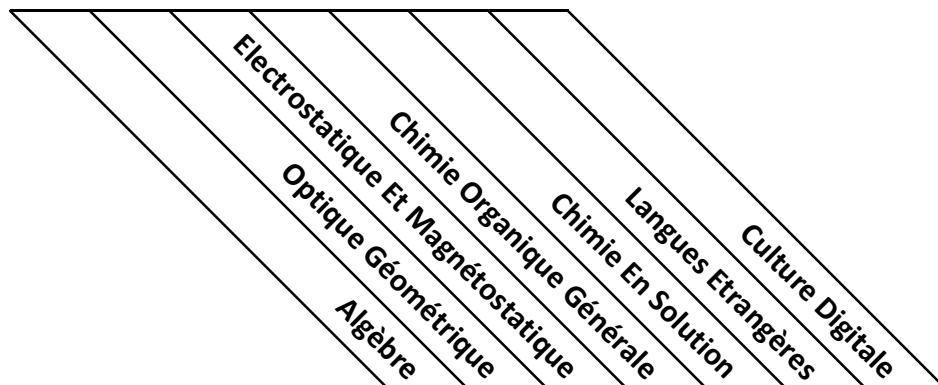 Algèbre
Optique Géométrique
Electrostatique Et Magnétostatique
Chimie Organique Générale
Chimie En Solution
Langues Etrangères
Culture Digitale